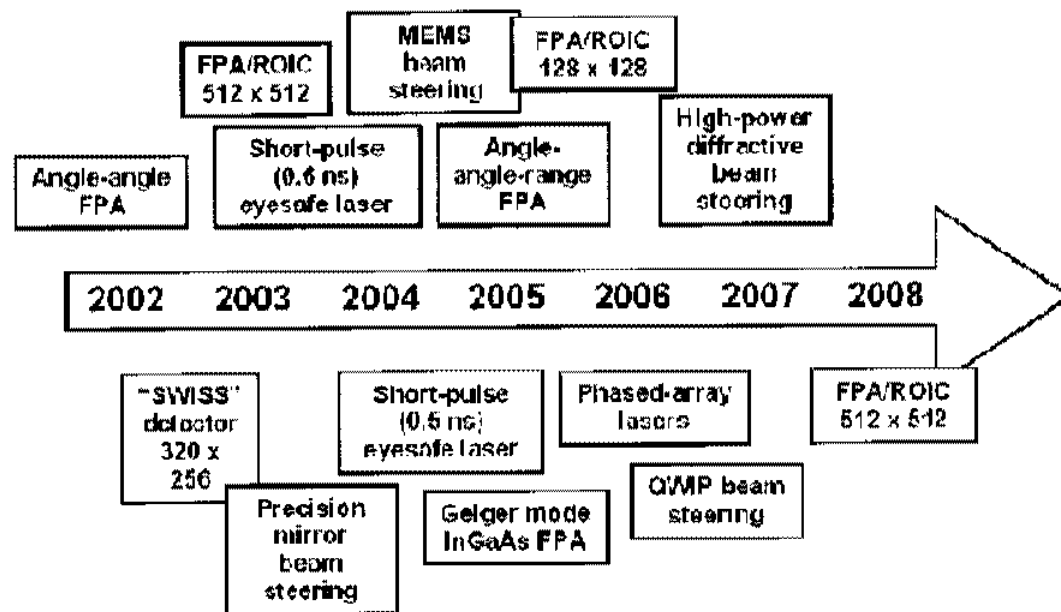 MEMS
beam
steering
FPA/ROIC
128 x 128
FPA/ROIC
512 x 512
High-power
diffractive
beam
steering
Short-pulse
(0.6 ns)
eyesafe laser
Angle-
angle-range
FPA
Angle-angle
FPA
2002 2003 2004 2005 2006 2007 2008
"SWISS"
detector
320 x
256
Short-pulse
(0.5 ns)
eyesafe laser
Phased-array
lasers
FPA/ROIC
512 x 512
Precision
mirror
beam
steering
Geiger mode
InGaAs FPA
QWIP beam
steering